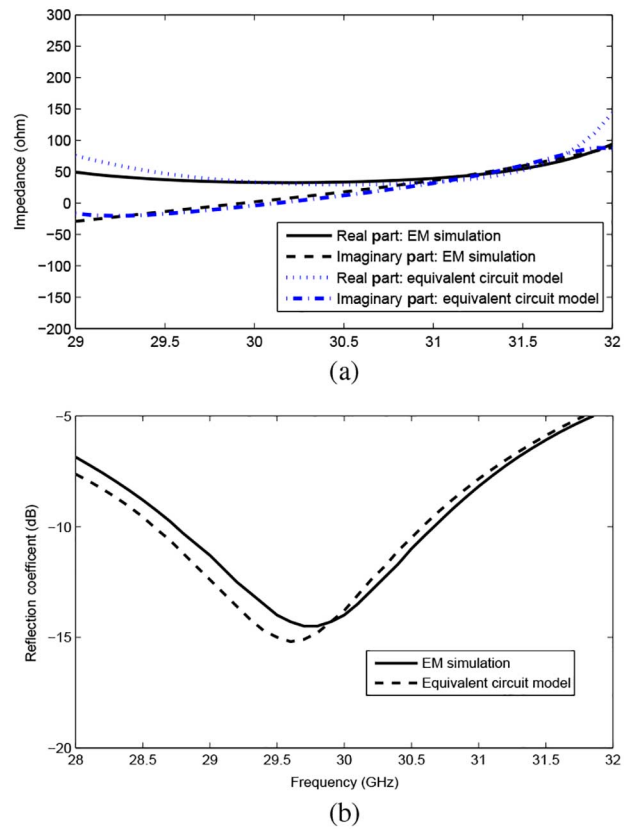 300
250
200
150
100
50
0
−50
−100
−150
−200
Impedance (ohm)
Real part: EM simulation
Imaginary part: EM simulation
Real part: equivalent circuit model
Imaginary part: equivalent circuit model
29 29.5 30 30.5 31 31.5 32
(a)
−5
−10
−15
−20
Reflection coefficent (dB)
EM simulation
Equivalent circuit model
28 28.5 29 29.5 30 30.5 31 31.5 32
Frequency (GHz)
(b)